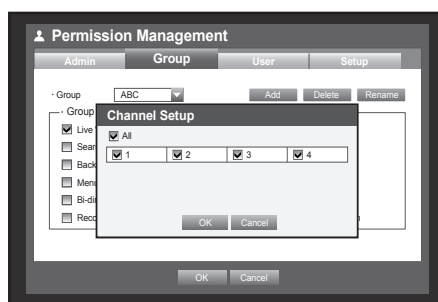 Permission Management
Admin Group User Setup
· Group ABC Add Delete Rename
· Group
Channel Setup
Live
All
Sear
1 2 3 4
Back
Menu
Bi-di
Reco
OK Cancel
OK Cancel